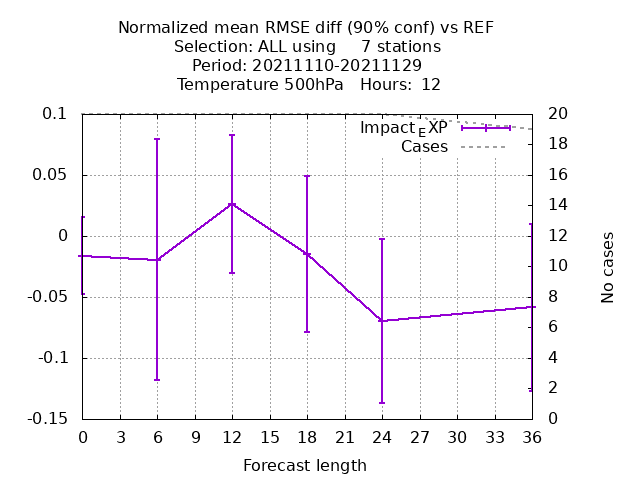 Normalized mean RMSE diff (90% conf) vs REF
Selection: ALL using     7 stations
Period: 20211110-20211129
Temperature 500hPa   Hours:  12
Impact_EXP
Cases
0.1
0.05
0
-0.05
-0.1
-0.15
20
18
16
14
12
10
8
6
4
2
0
No cases
0 3 6 9 12 15 18 21 24 27 30 33 36
Forecast length